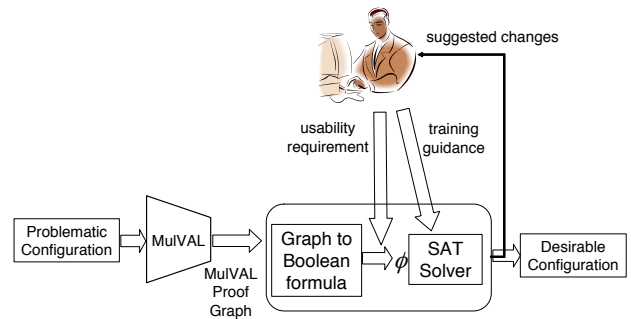 suggested changes
usability
requirement
training
guidance
Problematic
Configuration
MulVAL
MulVAL
Proof
Graph
Graph to
Boolean
formula
ϕ
SAT
Solver
Desirable
Configuration